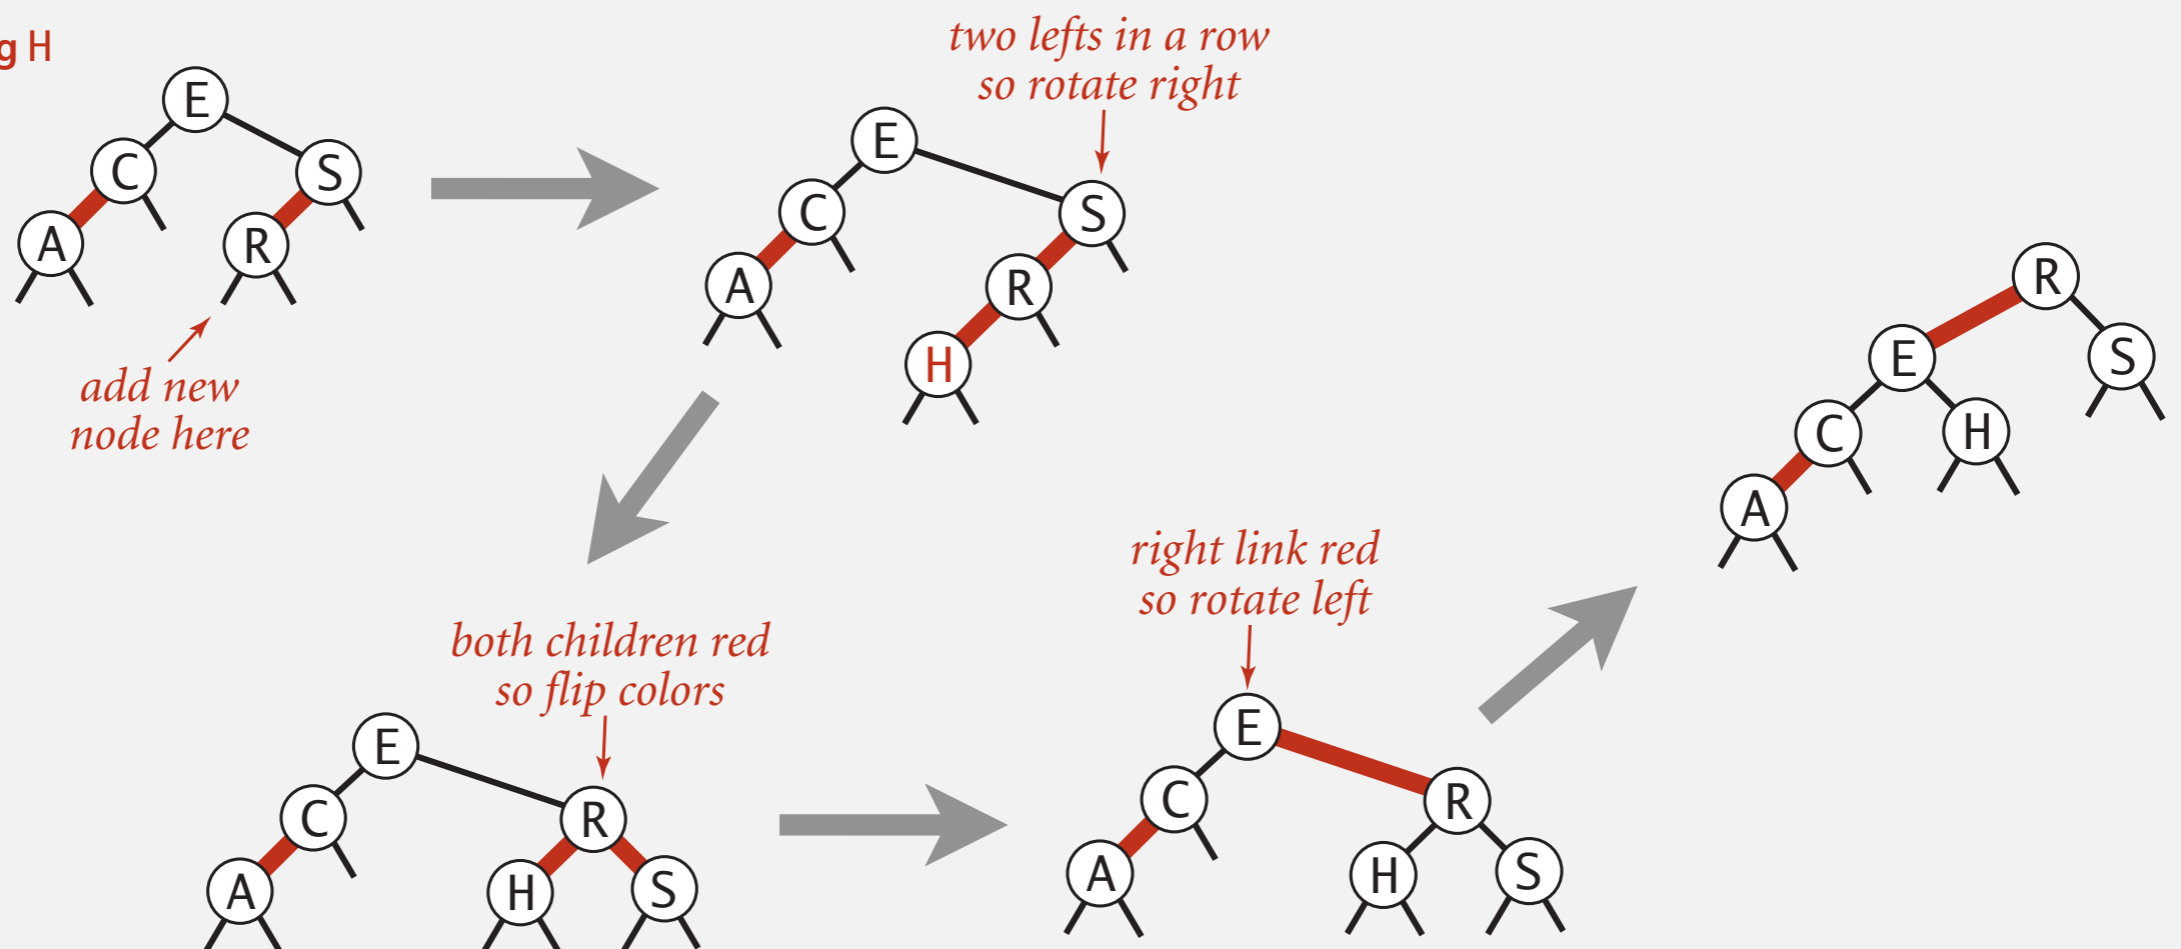 g H
E
C
S
A
R
add new
node here
two lefts in a row
so rotate right
E
C
S
A
R
H
both children red
so flip colors
E
C
R
A
H
S
right link red
so rotate left
E
C
R
A
H
S
R
E
S
C
H
A